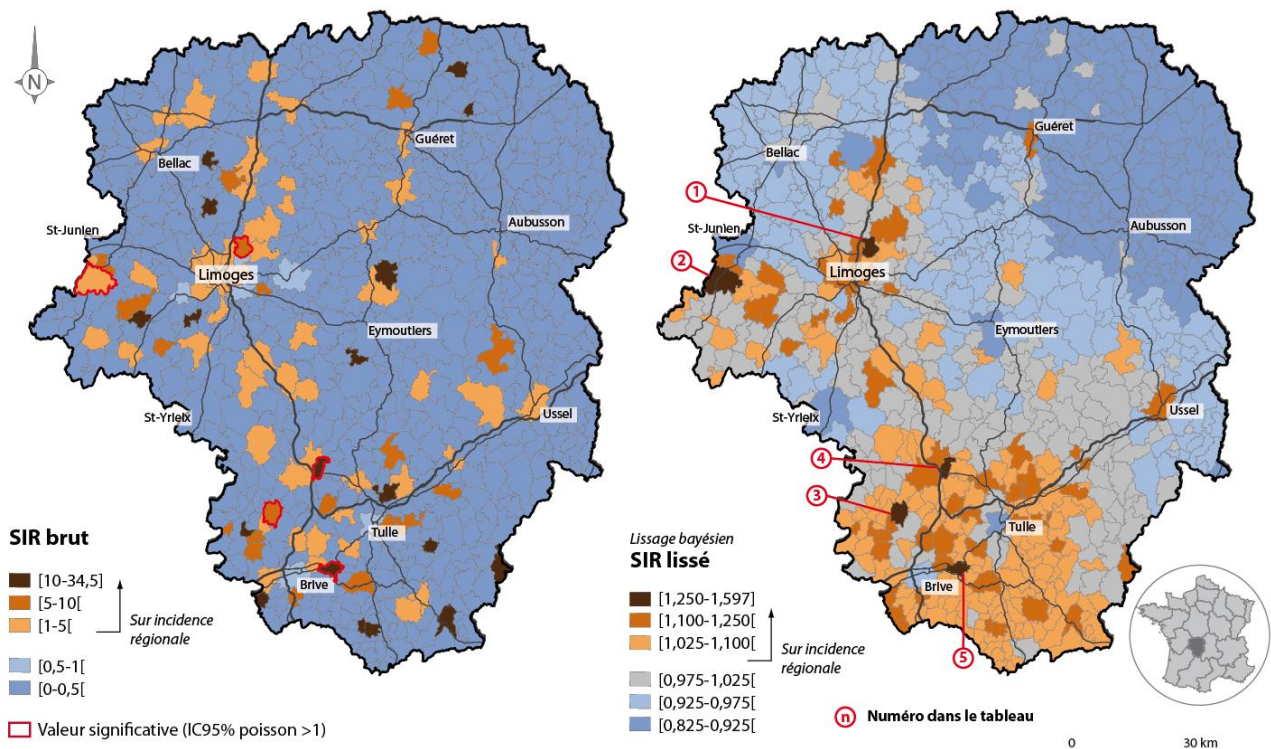 N
Bellac
Guéret
St-Junien
Aubusson
Limoges
Eymoutiers
St-Yrieix
Ussel
Tulle
Brive
SIR brut
[10-34,5]
[5-10[
[1-5[
Sur incidence
régionale
[0,5-1[
[0-0,5[
Valeur significative (IC95% poisson >1)
Guéret
Bellac
1
St-Junien
Aubusson
2
Limoges
Eymoutiers
St-Yrieix
Ussel
4
3
Tulle
Brive
5
Lissage bayésien
SIR lissé
[1,250-1,597]
[1,100-1,250[
[1,025-1,100[
Sur incidence
régionale
[0,975-1,025[
[0,925-0,975[
[0,825-0,925[
n Numéro dans le tableau
0 30 km